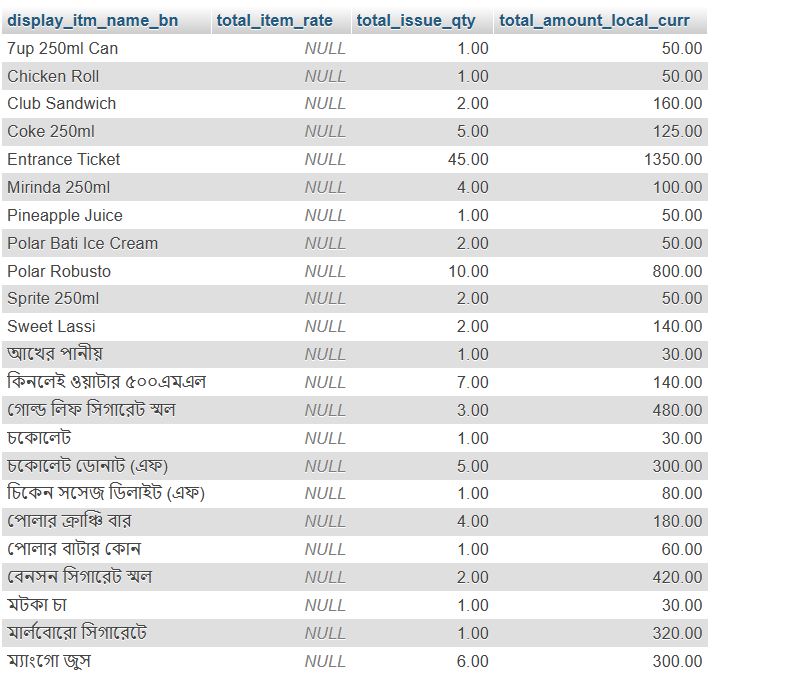 display_itm_name_bn total_item_rate total_issue_qty total_amount_local_curr
7up 250ml Can NULL 1.00 50.00
Chicken Roll NULL 1.00 50.00
Club Sandwich NULL 2.00 160.00
Coke 250ml NULL 5.00 125.00
Entrance Ticket NULL 45.00 1350.00
Mirinda 250ml NULL 4.00 100.00
Pineapple Juice NULL 1.00 50.00
Polar Bati Ice Cream NULL 2.00 50.00
Polar Robusto NULL 10.00 800.00
Sprite 250ml NULL 2.00 50.00
Sweet Lassi NULL 2.00 140.00
আখের পানীয় NULL 1.00 30.00
কিনলেই ওয়াটার ৫০০এমএল NULL 7.00 140.00
গোল্ড লিফ সিগারেট স্মল NULL 3.00 480.00
চকোলেট NULL 1.00 30.00
চকোলেট ডোনাট (এফ) NULL 5.00 300.00
চিকেন সসেজ ডিলাইট (এফ) NULL 1.00 80.00
পোলার ক্রাঞ্চি বার NULL 4.00 180.00
পোলার বাটার কোন NULL 1.00 60.00
বেনসন সিগারেট স্মল NULL 2.00 420.00
মটকা চা NULL 1.00 30.00
মার্লবোরো সিগারেটে NULL 1.00 320.00
ম্যাংগো জুস NULL 6.00 300.00